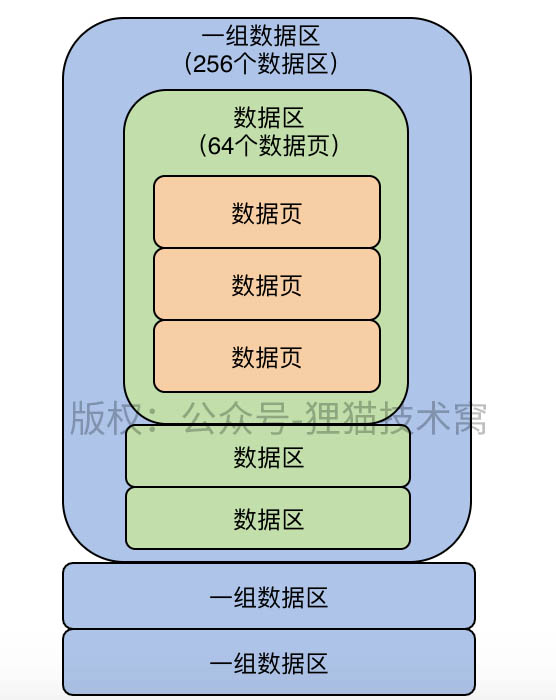 一组数据区
（256个数据区）
数据区
（64个数据页）
数据页
数据页
数据页
版权：公众号-狸猫技术窝
数据区
数据区
一组数据区
一组数据区